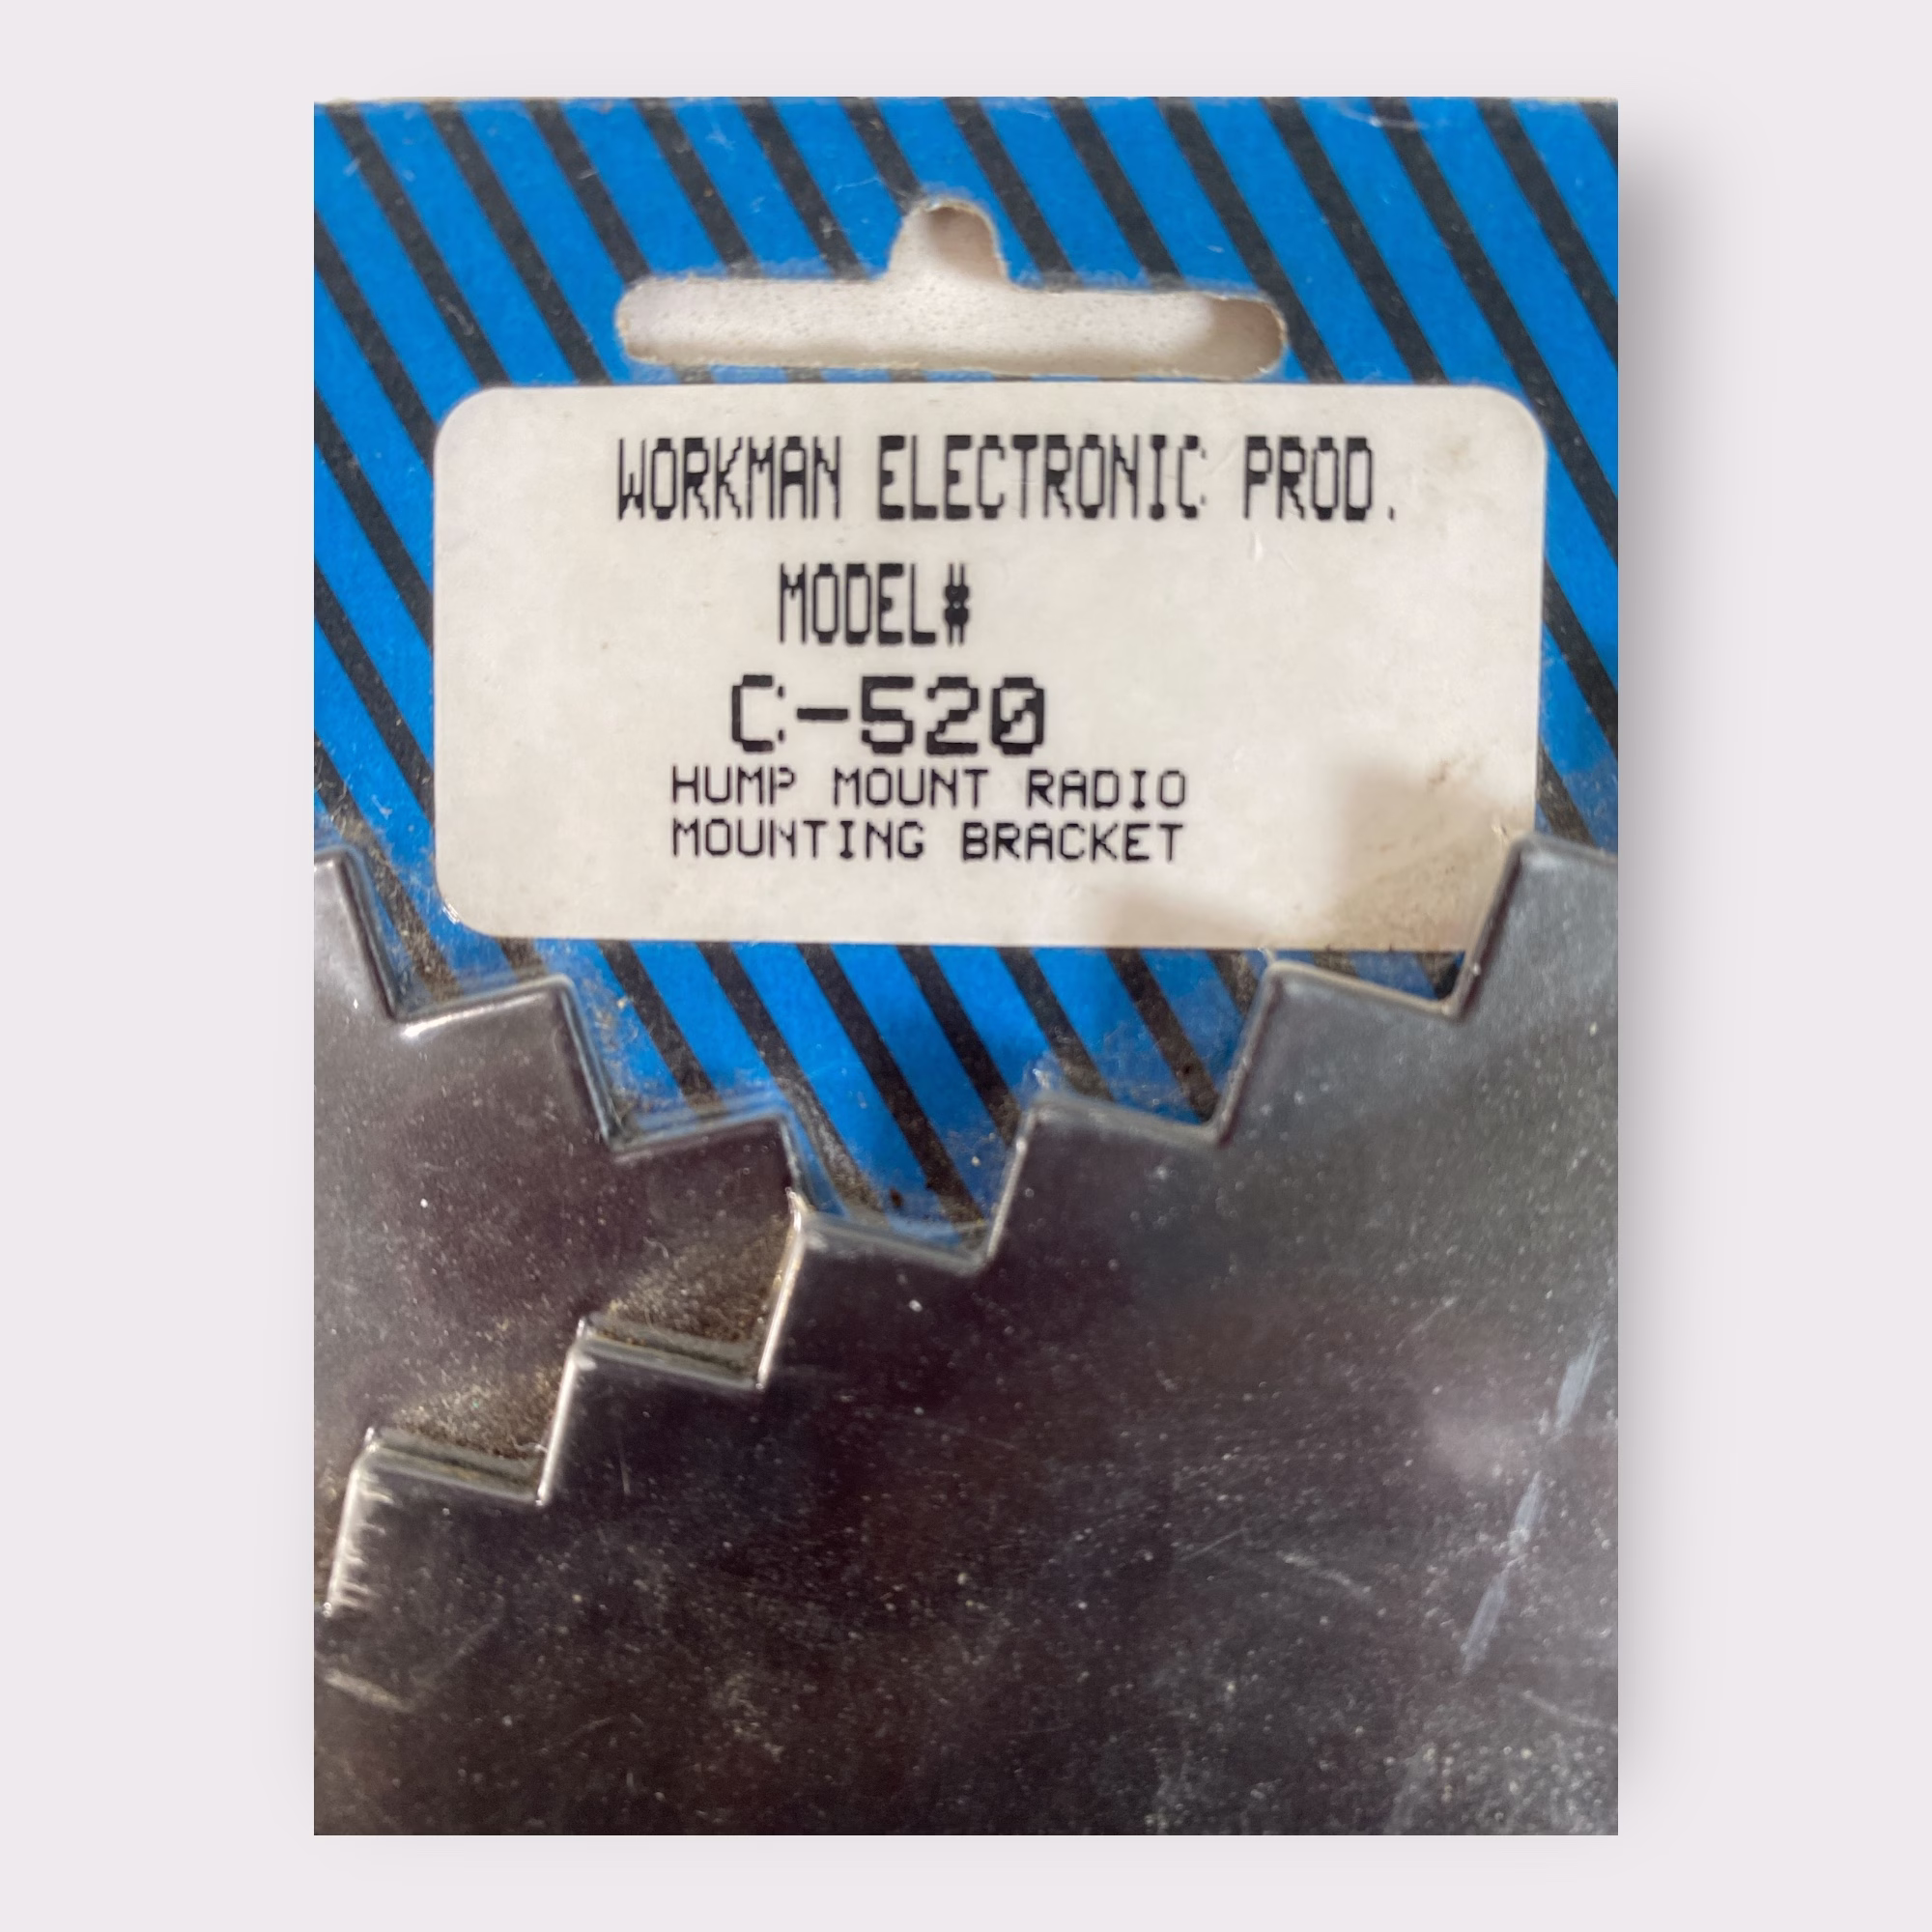 WORKMAN ELECTRONIC PROD.
MODEL#
C-520
HUMP MOUNT RADIO
MOUNTING BRACKET